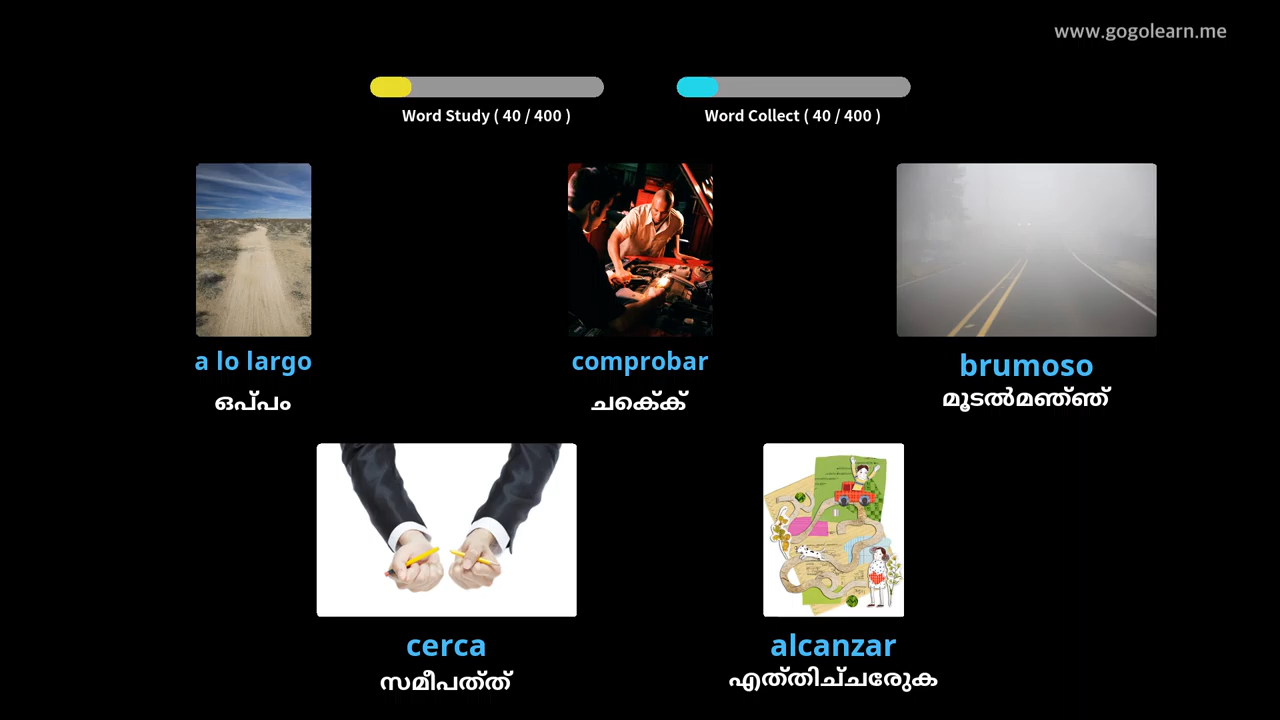 www.gogolearn.me
Word Study ( 40 / 400 )
Word Collect ( 40 / 400 )
a lo largo
comprobar
brumoso
ഒപ്പം
ചക്കെ്
മൂടൽമഞ്ഞ്
cerca
alcanzar
സമീപത്ത്
എത്തിച്ചേരുക